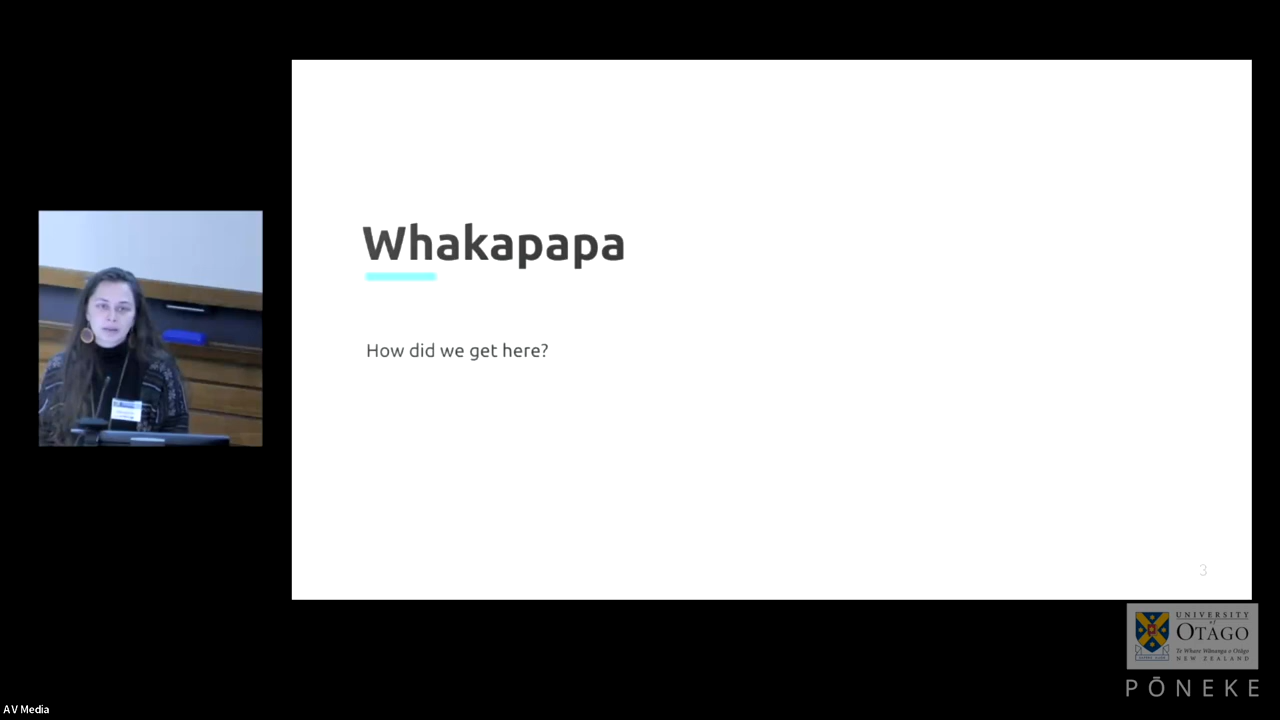 Whakapapa
How did we get here?
3
UNIVERSITY
of
OTAGO
Te Whare Wānanga o Otāgo
NEW ZEALAND
PŌNEKE
AV Media